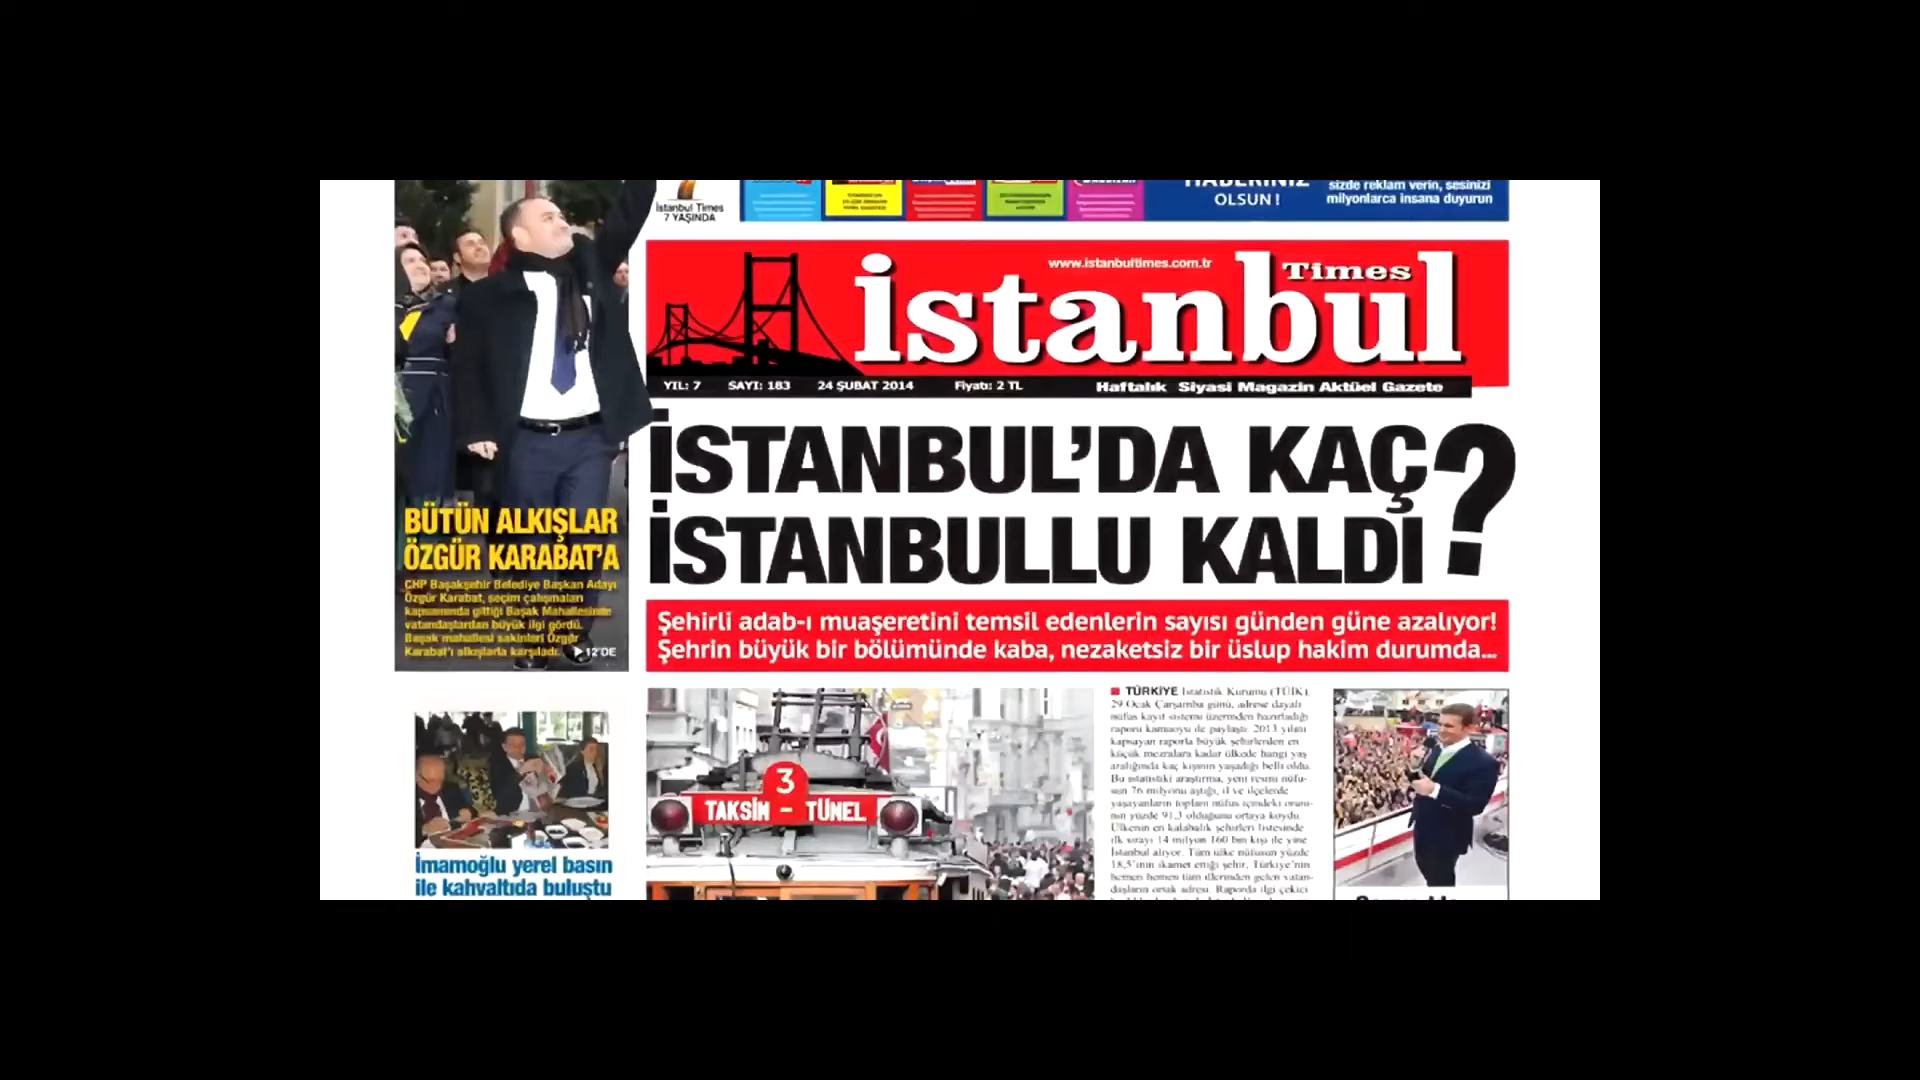 İstanbul Times
7 YAŞINDA
OLSUN !
sizde reklam verin, sesinizi
milyonlarca insana duyurun
www.istanbultimes.com.tr
istanbul Times
YIL: 7 SAYI: 183 24 ŞUBAT 2014 Fiyatı: 2 TL Haftalık Siyasi Magazin Aktüel Gazete
İSTANBUL’DA KAÇ
İSTANBULLU KALDI?
Şehirli adab-ı muaşeretini temsil edenlerin sayısı günden güne azalıyor!
Şehrin büyük bir bölümünde kaba, nezaketsiz bir üslup hakim durumda...
BÜTÜN ALKIŞLAR
ÖZGÜR KARABAT’A
CHP Başakşehir Belediye Başkan Adayı
Özgür Karabat, seçim çalışmaları
kapsamında gittiği Başak Mahallesinde
vatandaşlardan büyük ilgi gördü.
Başak mahallesi sakinleri Özgür
Karabat’ı alkışlarla karşıladı. 12’DE
İmamoğlu yerel basın
ile kahvaltıda buluştu
3
TAKSİM - TÜNEL
TÜRKİYE İstatistik Kurumu (TÜİK),
29 Ocak Çarşamba günü, adrese dayalı
nüfus kayıt sistemi üzerinden hazırladığı
raporu kamuoyu ile paylaştı. 2013 yılını
kapsayan raporla büyük şehirlerden en
küçük mezralara kadar ülkede hangi yaş
aralığında kaç kişinin yaşadığı belli oldu.
Bu istatistiki araştırma, yeni resmi nüfu-
sun 76 milyonu aştığı, il ve ilçelerde
yaşayanların toplam nüfus içindeki oranı-
nın yüzde 91,3 olduğunu ortaya koydu.
Ülkenin en kalabalık şehirleri listesinde
ilk sırayı 14 milyon 160 bin kişi ile yine
İstanbul alıyor. Tüm ülke nüfusun yüzde
18,5’inin ikamet ettiği şehir, Türkiye’nin
hemen hemen tüm illerinden gelen vatan-
daşların ortak adresi. Raporda ilgi çekici